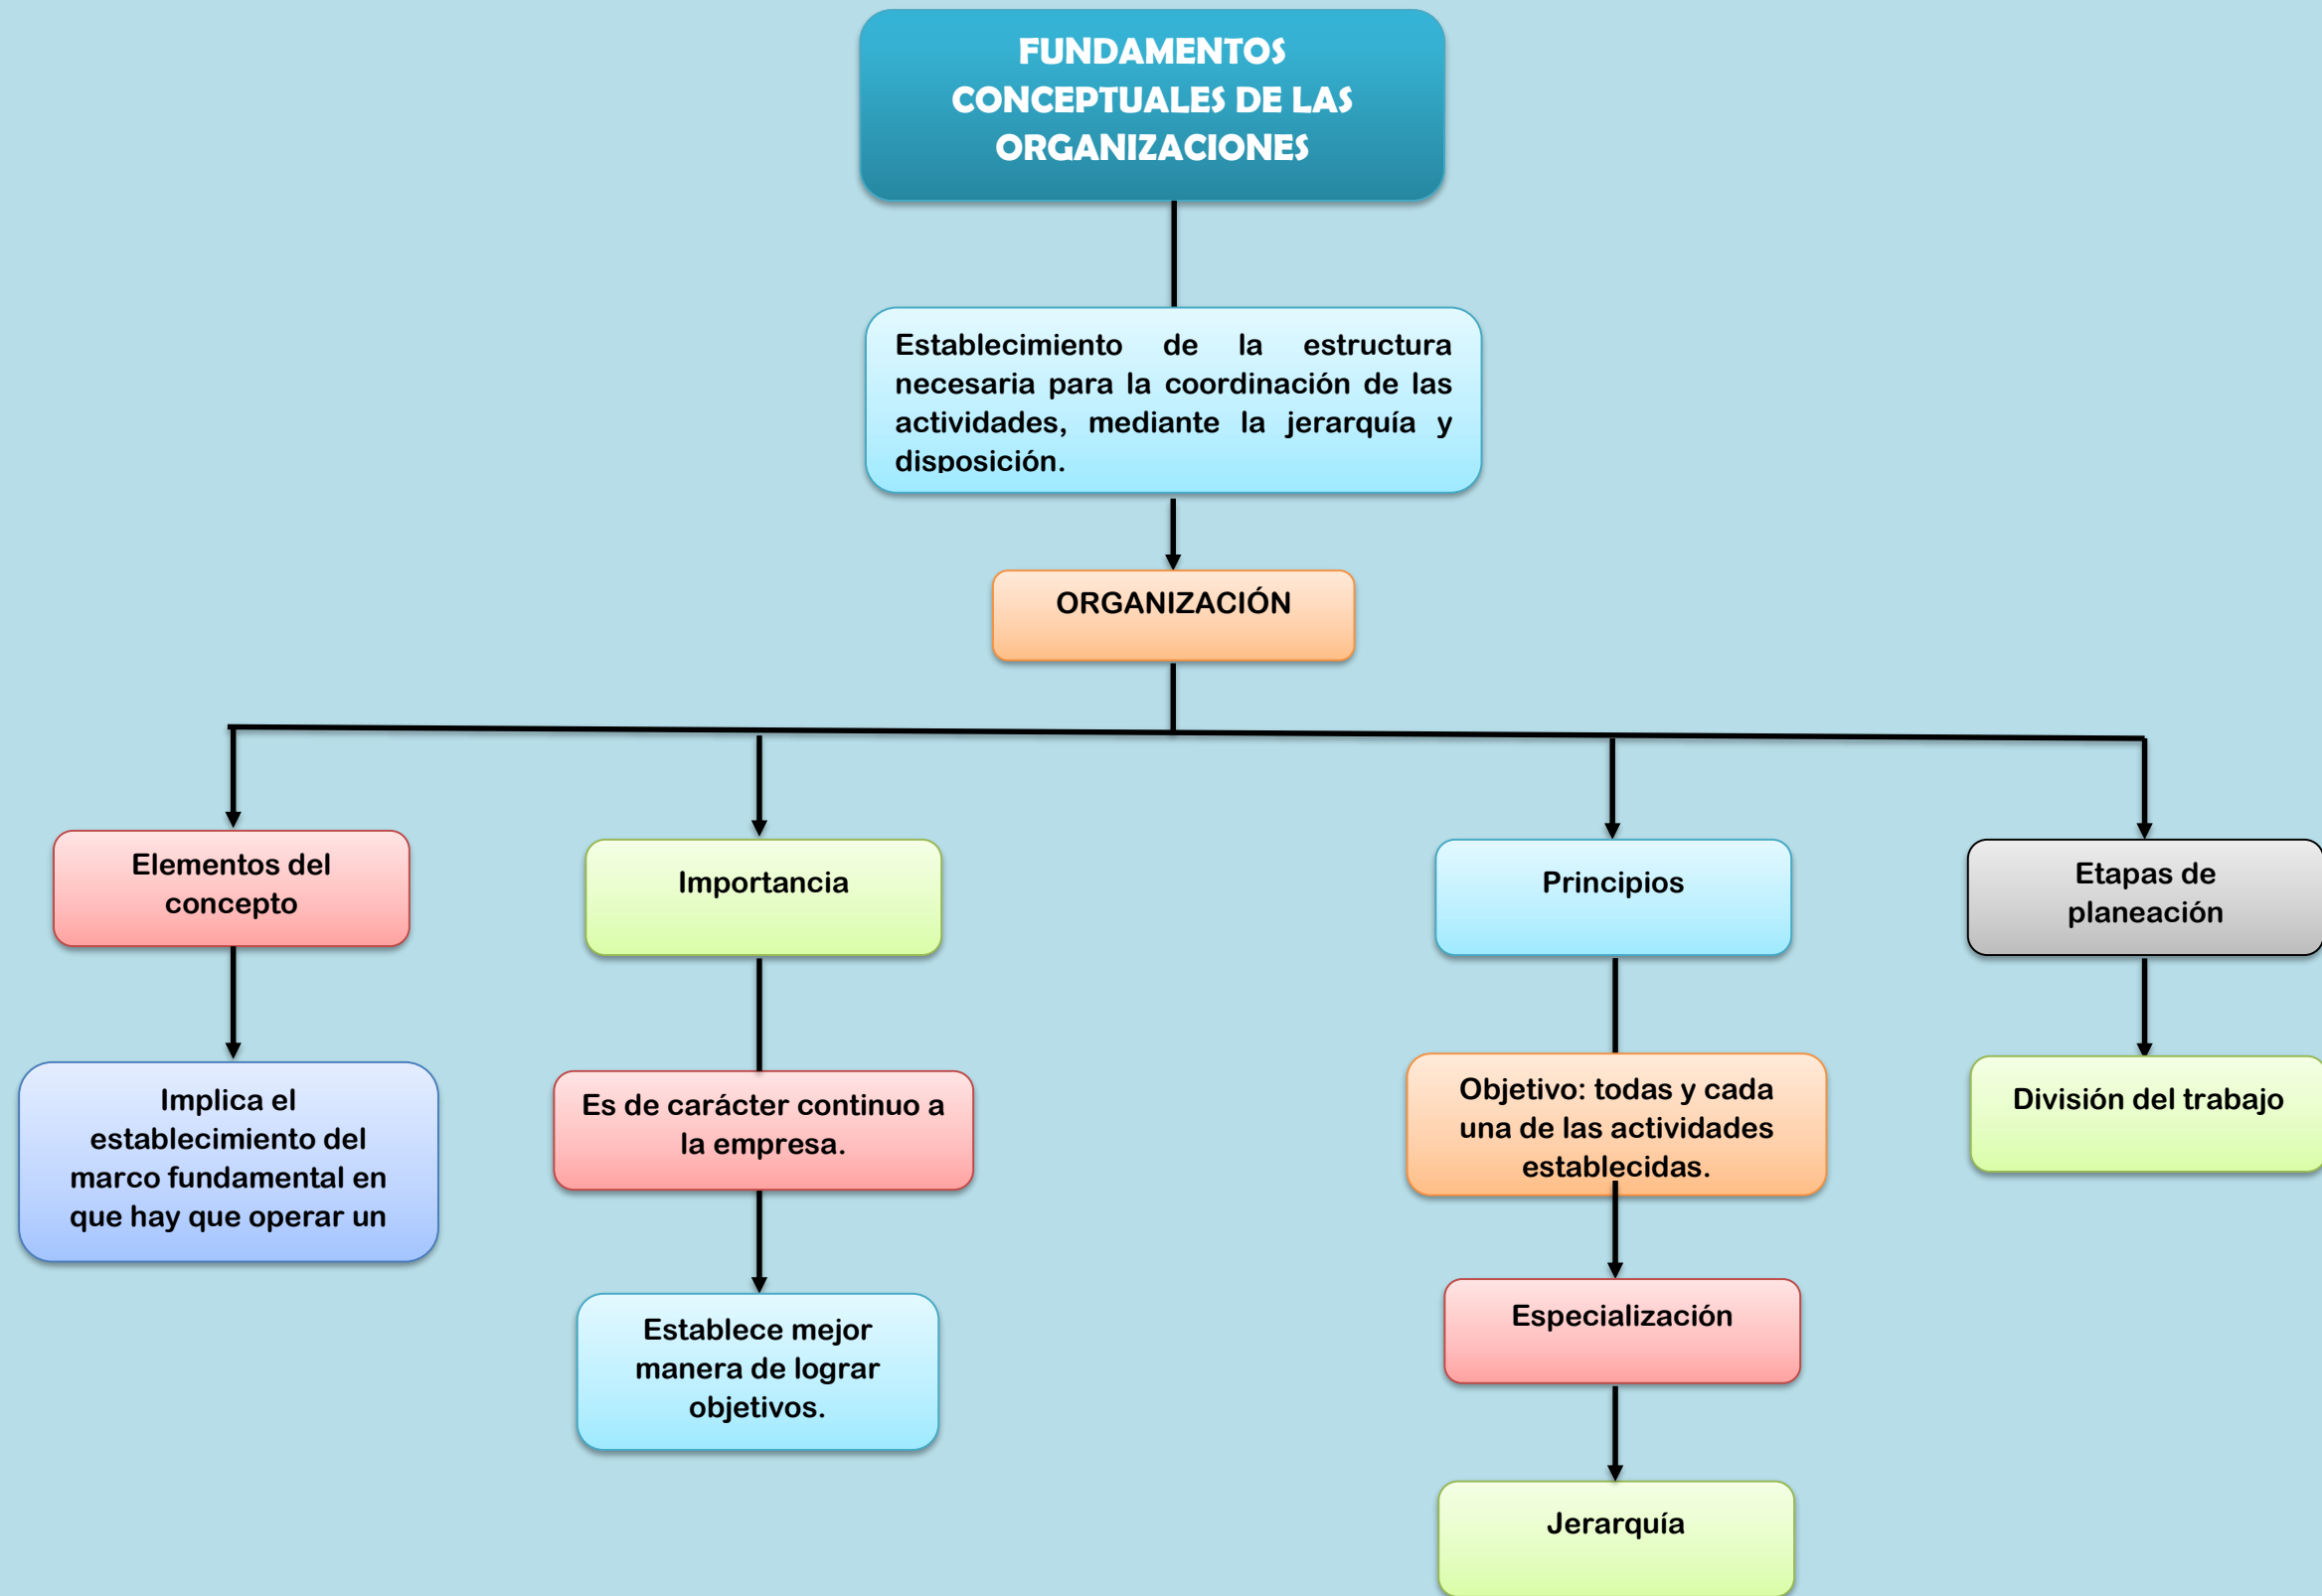 FUNDAMENTOS
CONCEPTUALES DE LAS
ORGANIZACIONES
Establecimiento de la estructura
necesaria para la coordinación de las
actividades, mediante la jerarquía y
disposición.
ORGANIZACIÓN
Elementos del
concepto
Importancia
Principios
Etapas de
planeación
Implica el
establecimiento del
marco fundamental en
que hay que operar un
Es de carácter continuo a
la empresa.
Objetivo: todas y cada
una de las actividades
establecidas.
División del trabajo
Establece mejor
manera de lograr
objetivos.
Especialización
Jerarquía